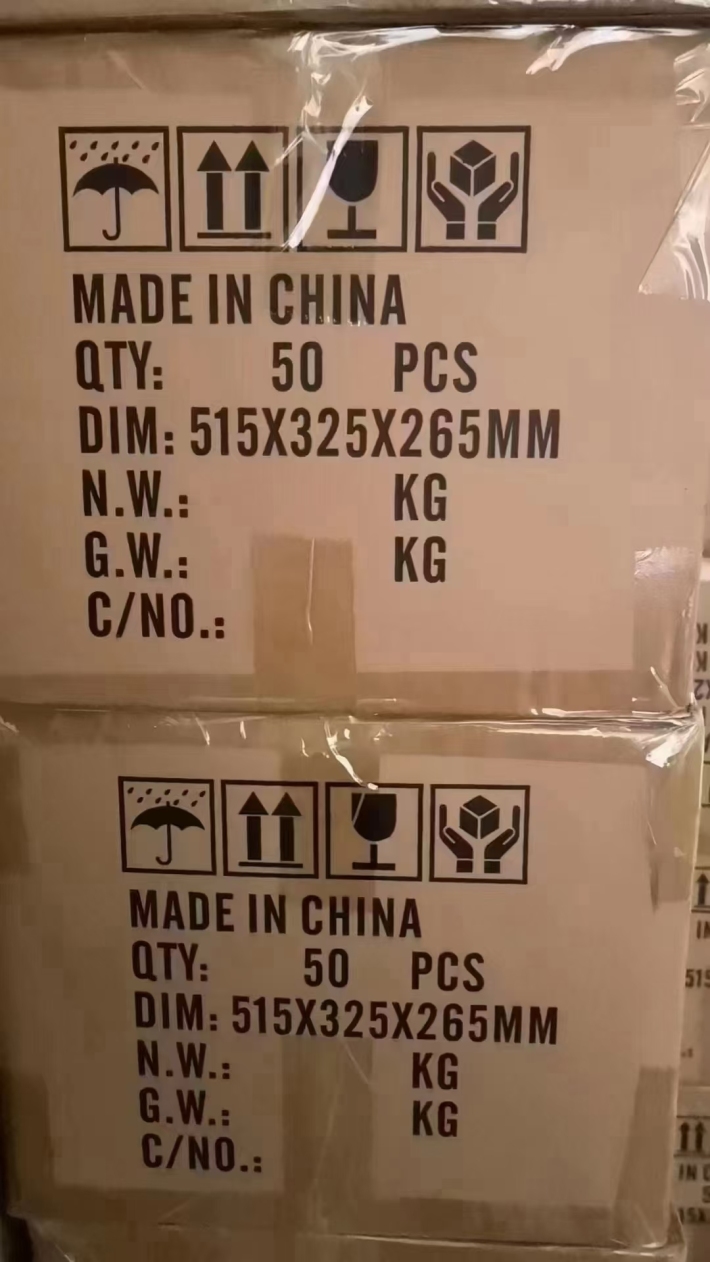 MADE IN CHINA
QTY: 50 PCS
DIM: 515X325X265MM
N.W.: KG
G.W.: KG
C/NO.:
MADE IN CHINA
QTY: 50 PCS
DIM: 515X325X265MM
N.W.: KG
G.W.: KG
C/NO.: